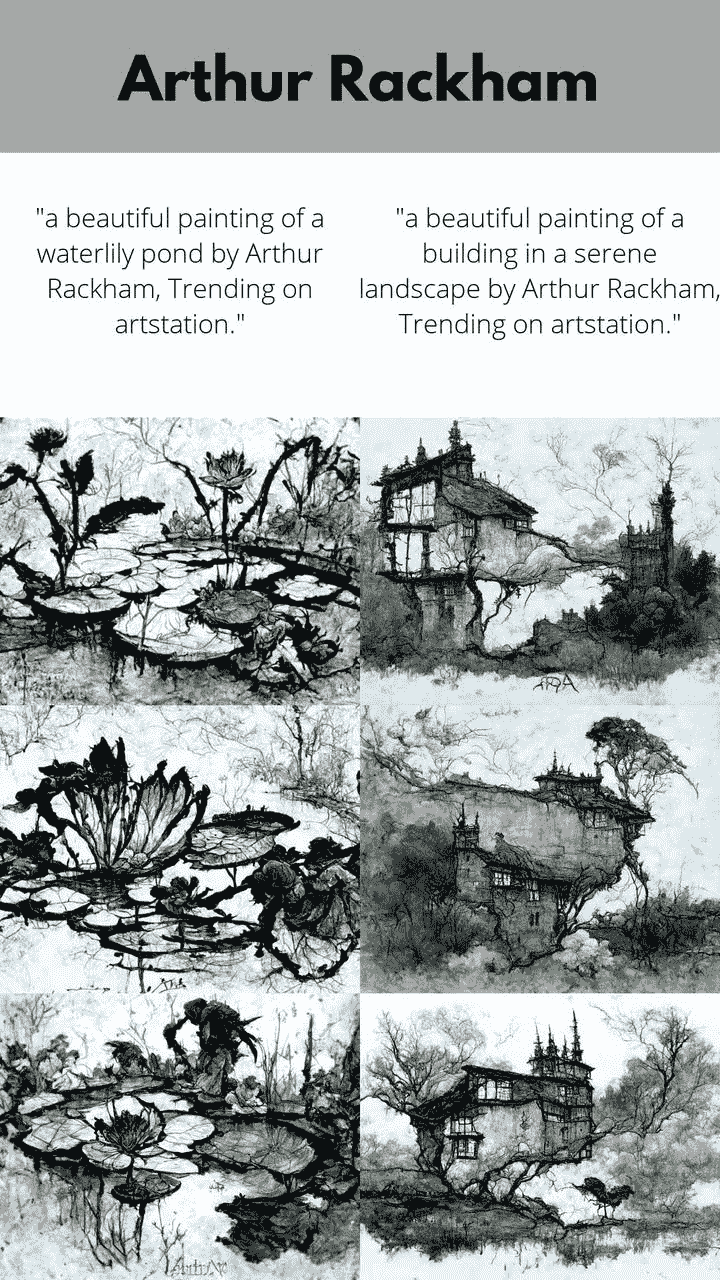 Arthur Rackham
"a beautiful painting of a
waterlily pond by Arthur
Rackham, Trending on
artstation."
"a beautiful painting of a
building in a serene
landscape by Arthur Rackham,
Trending on artstation."